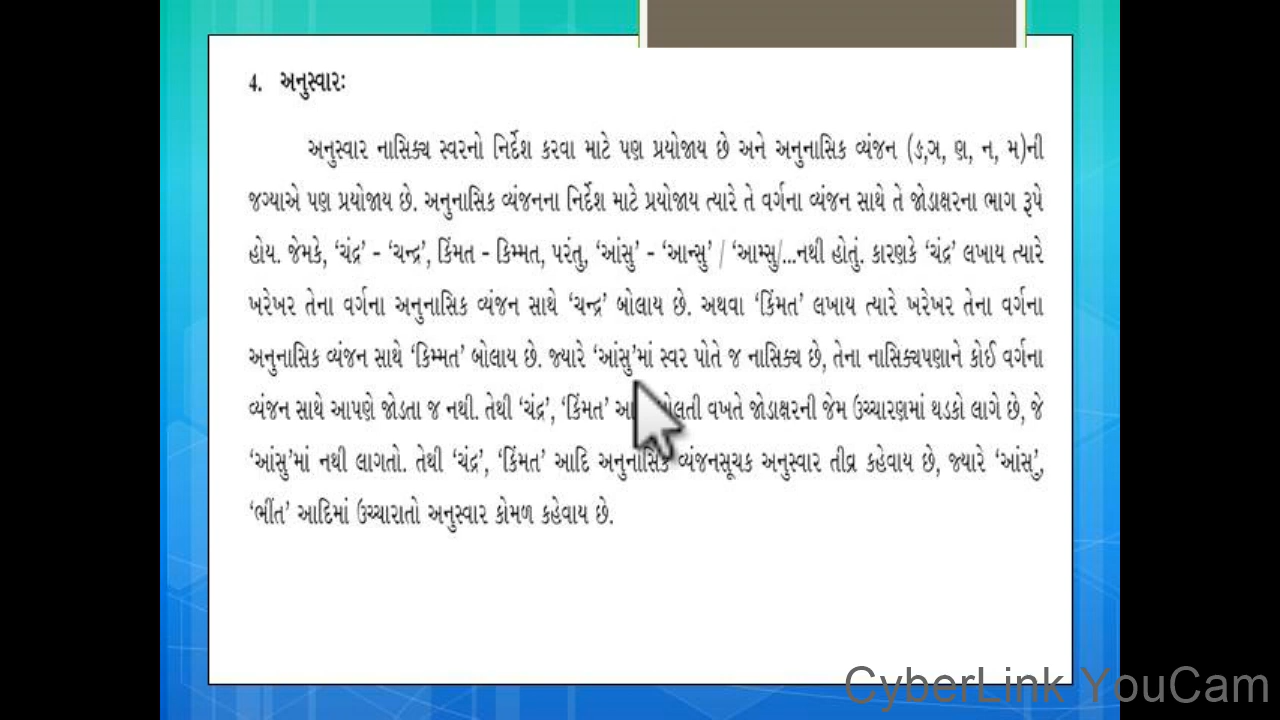 4. અનુસ્વારઃ
અનુસ્વાર નાસિક્ય સ્વરનો નિર્દેશ કરવા માટે પણ પ્રયોજાય છે અને અનુનાસિક વ્યંજન (ઙ,ઞ, ણ, ન, મ)ની
જગ્યાએ પણ પ્રયોજાય છે. અનુનાસિક વ્યંજનના નિર્દેશ માટે પ્રયોજાય ત્યારે તે વર્ગના વ્યંજન સાથે તે જોડાક્ષરના ભાગ રૂપે
હોય. જેમકે, ‘ચંદ્ર’ - ‘ચન્દ્ર’, કિંમત - કિમ્મત, પરંતુ, ‘આંસુ’ - ‘આન્સુ’ / ‘આમ્સુ/...નથી હોતું. કારણકે ‘ચંદ્ર’ લખાય ત્યારે
ખરેખર તેના વર્ગના અનુનાસિક વ્યંજન સાથે ‘ચન્દ્ર’ બોલાય છે. અથવા ‘કિંમત’ લખાય ત્યારે ખરેખર તેના વર્ગના
અનુનાસિક વ્યંજન સાથે ‘કિમ્મત’ બોલાય છે. જ્યારે ‘આંસુ’માં સ્વર પોતે જ નાસિક્ય છે, તેના નાસિક્યપણાને કોઈ વર્ગના
વ્યંજન સાથે આપણે જોડતા જ નથી. તેથી ‘ચંદ્ર’, ‘કિંમત’ વખતે જોડાક્ષરની જેમ ઉચ્ચારણમાં થડકો લાગે છે, જે
‘આંસુ’માં નથી લાગતો. તેથી ‘ચંદ્ર’, ‘કિંમત’ આદિ અનુનાસિક વ્યંજનસૂચક અનુસ્વાર તીવ્ર કહેવાય છે, જ્યારે ‘આંસુ’,
‘ભીંત’ આદિમાં ઉચ્ચારાતો અનુસ્વાર કોમળ કહેવાય છે.
CyberLink YouCam